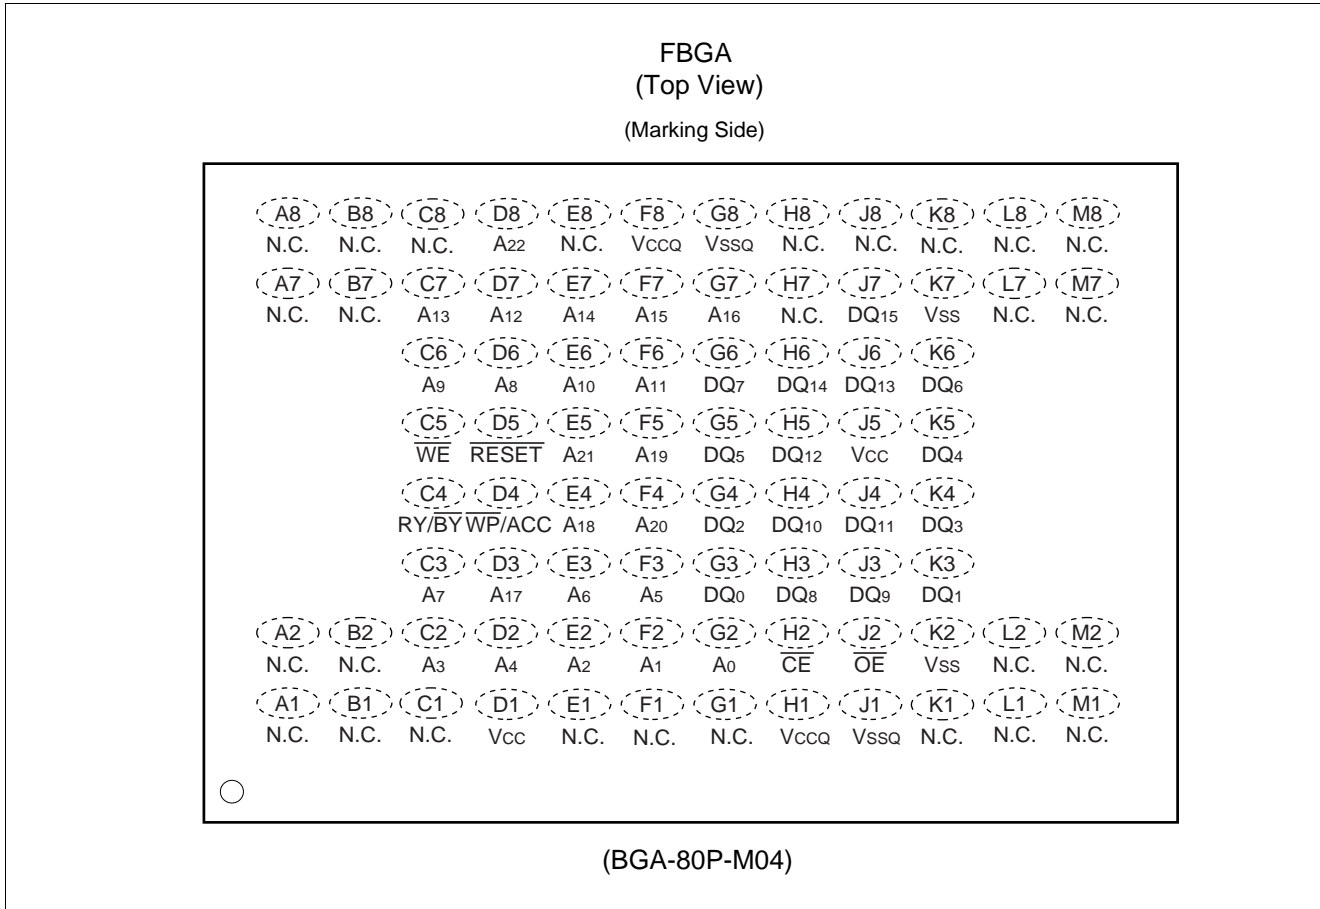 FBGA
(Top View)
(Marking Side)
A8 B8 C8 D8 E8 F8 G8 H8 J8 K8 L8 M8
N.C. N.C. N.C. A22 N.C. VCCQ VSSQ N.C. N.C. N.C. N.C. N.C.
A7 B7 C7 D7 E7 F7 G7 H7 J7 K7 L7 M7
N.C. N.C. A13 A12 A14 A15 A16 N.C. DQ15 VSS N.C. N.C.
C6 D6 E6 F6 G6 H6 J6 K6
A9 A8 A10 A11 DQ7 DQ14 DQ13 DQ6
C5 D5 E5 F5 G5 H5 J5 K5
W̅E̅ R̅E̅S̅E̅T̅ A21 A19 DQ5 DQ12 VCC DQ4
C4 D4 E4 F4 G4 H4 J4 K4
RY/B̅Y̅ W̅P̅/ACC A18 A20 DQ2 DQ10 DQ11 DQ3
C3 D3 E3 F3 G3 H3 J3 K3
A7 A17 A6 A5 DQ0 DQ8 DQ9 DQ1
A2 B2 C2 D2 E2 F2 G2 H2 J2 K2 L2 M2
N.C. N.C. A3 A4 A2 A1 A0 C̅E̅ O̅E̅ VSS N.C. N.C.
A1 B1 C1 D1 E1 F1 G1 H1 J1 K1 L1 M1
N.C. N.C. N.C. VCC N.C. N.C. N.C. VCCQ VSSQ N.C. N.C. N.C.
(BGA-80P-M04)